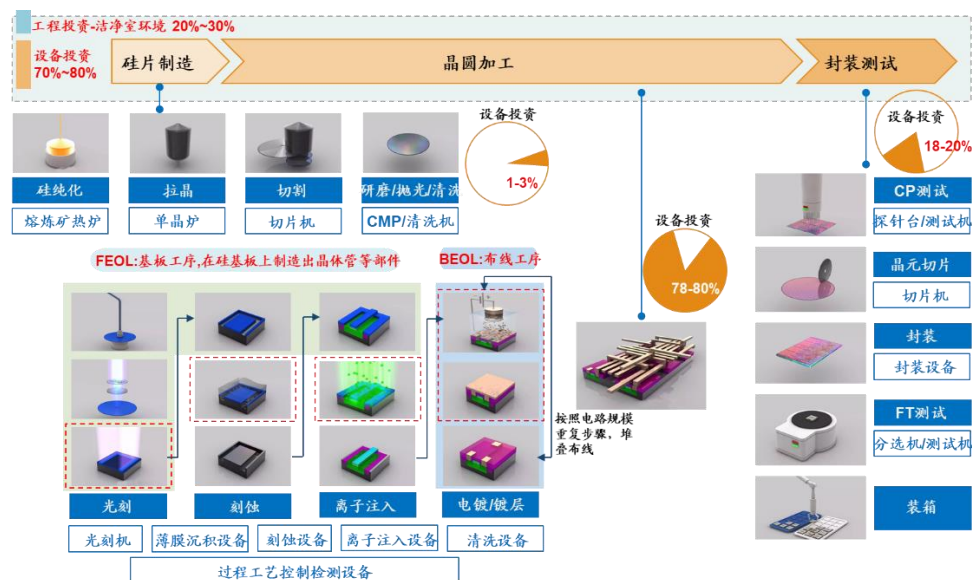 工程投资-洁净室环境 20%~30%
设备投资
70%~80%
硅片制造
晶圆加工
封装测试
设备投资
18-20%
设备投资
1-3%
硅纯化
拉晶
切割
研磨/抛光/清洗
熔炼矿热炉
单晶炉
切片机
CMP/清洗机
CP测试
探针台/测试机
设备投资
78-80%
FEOL:基板工序,在硅基板上制造出晶体管等部件
BEOL:布线工序
晶元切片
切片机
封装
封装设备
按照电路规模
重复步骤，堆
叠布线
FT测试
分选机/测试机
光刻
刻蚀
离子注入
电镀/镀层
装箱
光刻机
薄膜沉积设备
刻蚀设备
离子注入设备
清洗设备
过程工艺控制检测设备